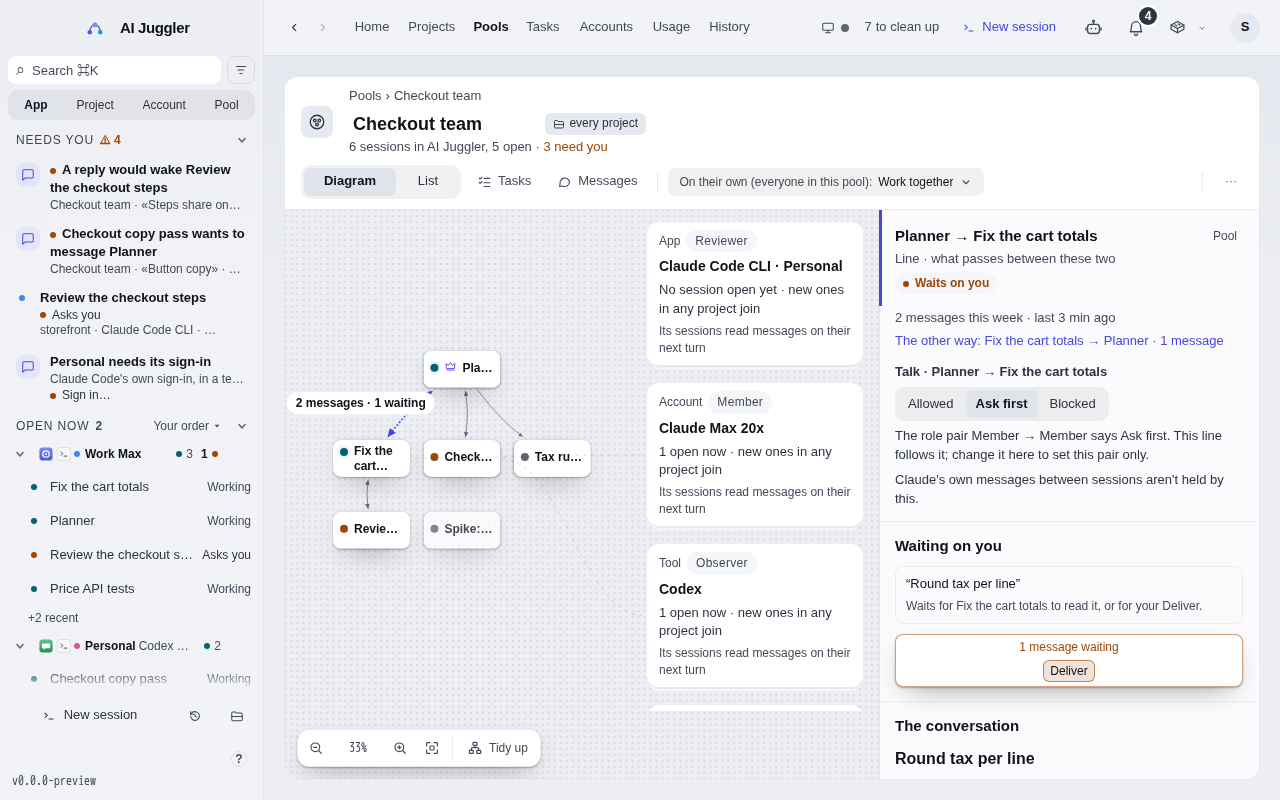 AI Juggler
Search ⌘K
App Project Account Pool
NEEDS YOU 4
A reply would wake Review the checkout steps
Checkout team · «Steps share on…
Checkout copy pass wants to message Planner
Checkout team · «Button copy» · …
Review the checkout steps
Asks you
storefront · Claude Code CLI · …
Personal needs its sign-in
Claude Code's own sign-in, in a te…
Sign in…
OPEN NOW 2 Your order
Work Max 3 1
Fix the cart totals Working
Planner Working
Review the checkout s… Asks you
Price API tests Working
+2 recent
Personal Codex … 2
Checkout copy pass Working
New session
?
v0.0.0-preview
Home Projects Pools Tasks Accounts Usage History
7 to clean up
New session
4
S
Pools › Checkout team
Checkout team every project
6 sessions in AI Juggler, 5 open · 3 need you
Diagram List Tasks Messages
On their own (everyone in this pool): Work together
…
Pla…
2 messages · 1 waiting
Fix the cart…
Check…
Tax ru…
Revie…
Spike:…
App Reviewer
Claude Code CLI · Personal
No session open yet · new ones
in any project join
Its sessions read messages on their
next turn
Account Member
Claude Max 20x
1 open now · new ones in any
project join
Its sessions read messages on their
next turn
Tool Observer
Codex
1 open now · new ones in any
project join
Its sessions read messages on their
next turn
33% Tidy up
Planner → Fix the cart totals Pool
Line · what passes between these two
Waits on you
2 messages this week · last 3 min ago
The other way: Fix the cart totals → Planner · 1 message
Talk · Planner → Fix the cart totals
Allowed Ask first Blocked
The role pair Member → Member says Ask first. This line
follows it; change it here to set this pair only.
Claude's own messages between sessions aren't held by
this.
Waiting on you
“Round tax per line”
Waits for Fix the cart totals to read it, or for your Deliver.
1 message waiting
Deliver
The conversation
Round tax per line